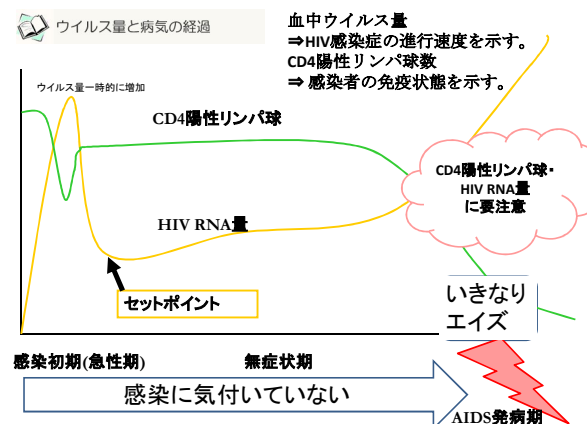 ウイルス量と病気の経過
血中ウイルス量
⇒HIV感染症の進行速度を示す。
CD4陽性リンパ球数
⇒ 感染者の免疫状態を示す。
ウイルス量一時的に増加
CD4陽性リンパ球
CD4陽性リンパ球・
HIV RNA量
に要注意
HIV RNA量
セットポイント
いきなり
エイズ
感染初期(急性期)
無症状期
感染に気付いていない
AIDS発病期